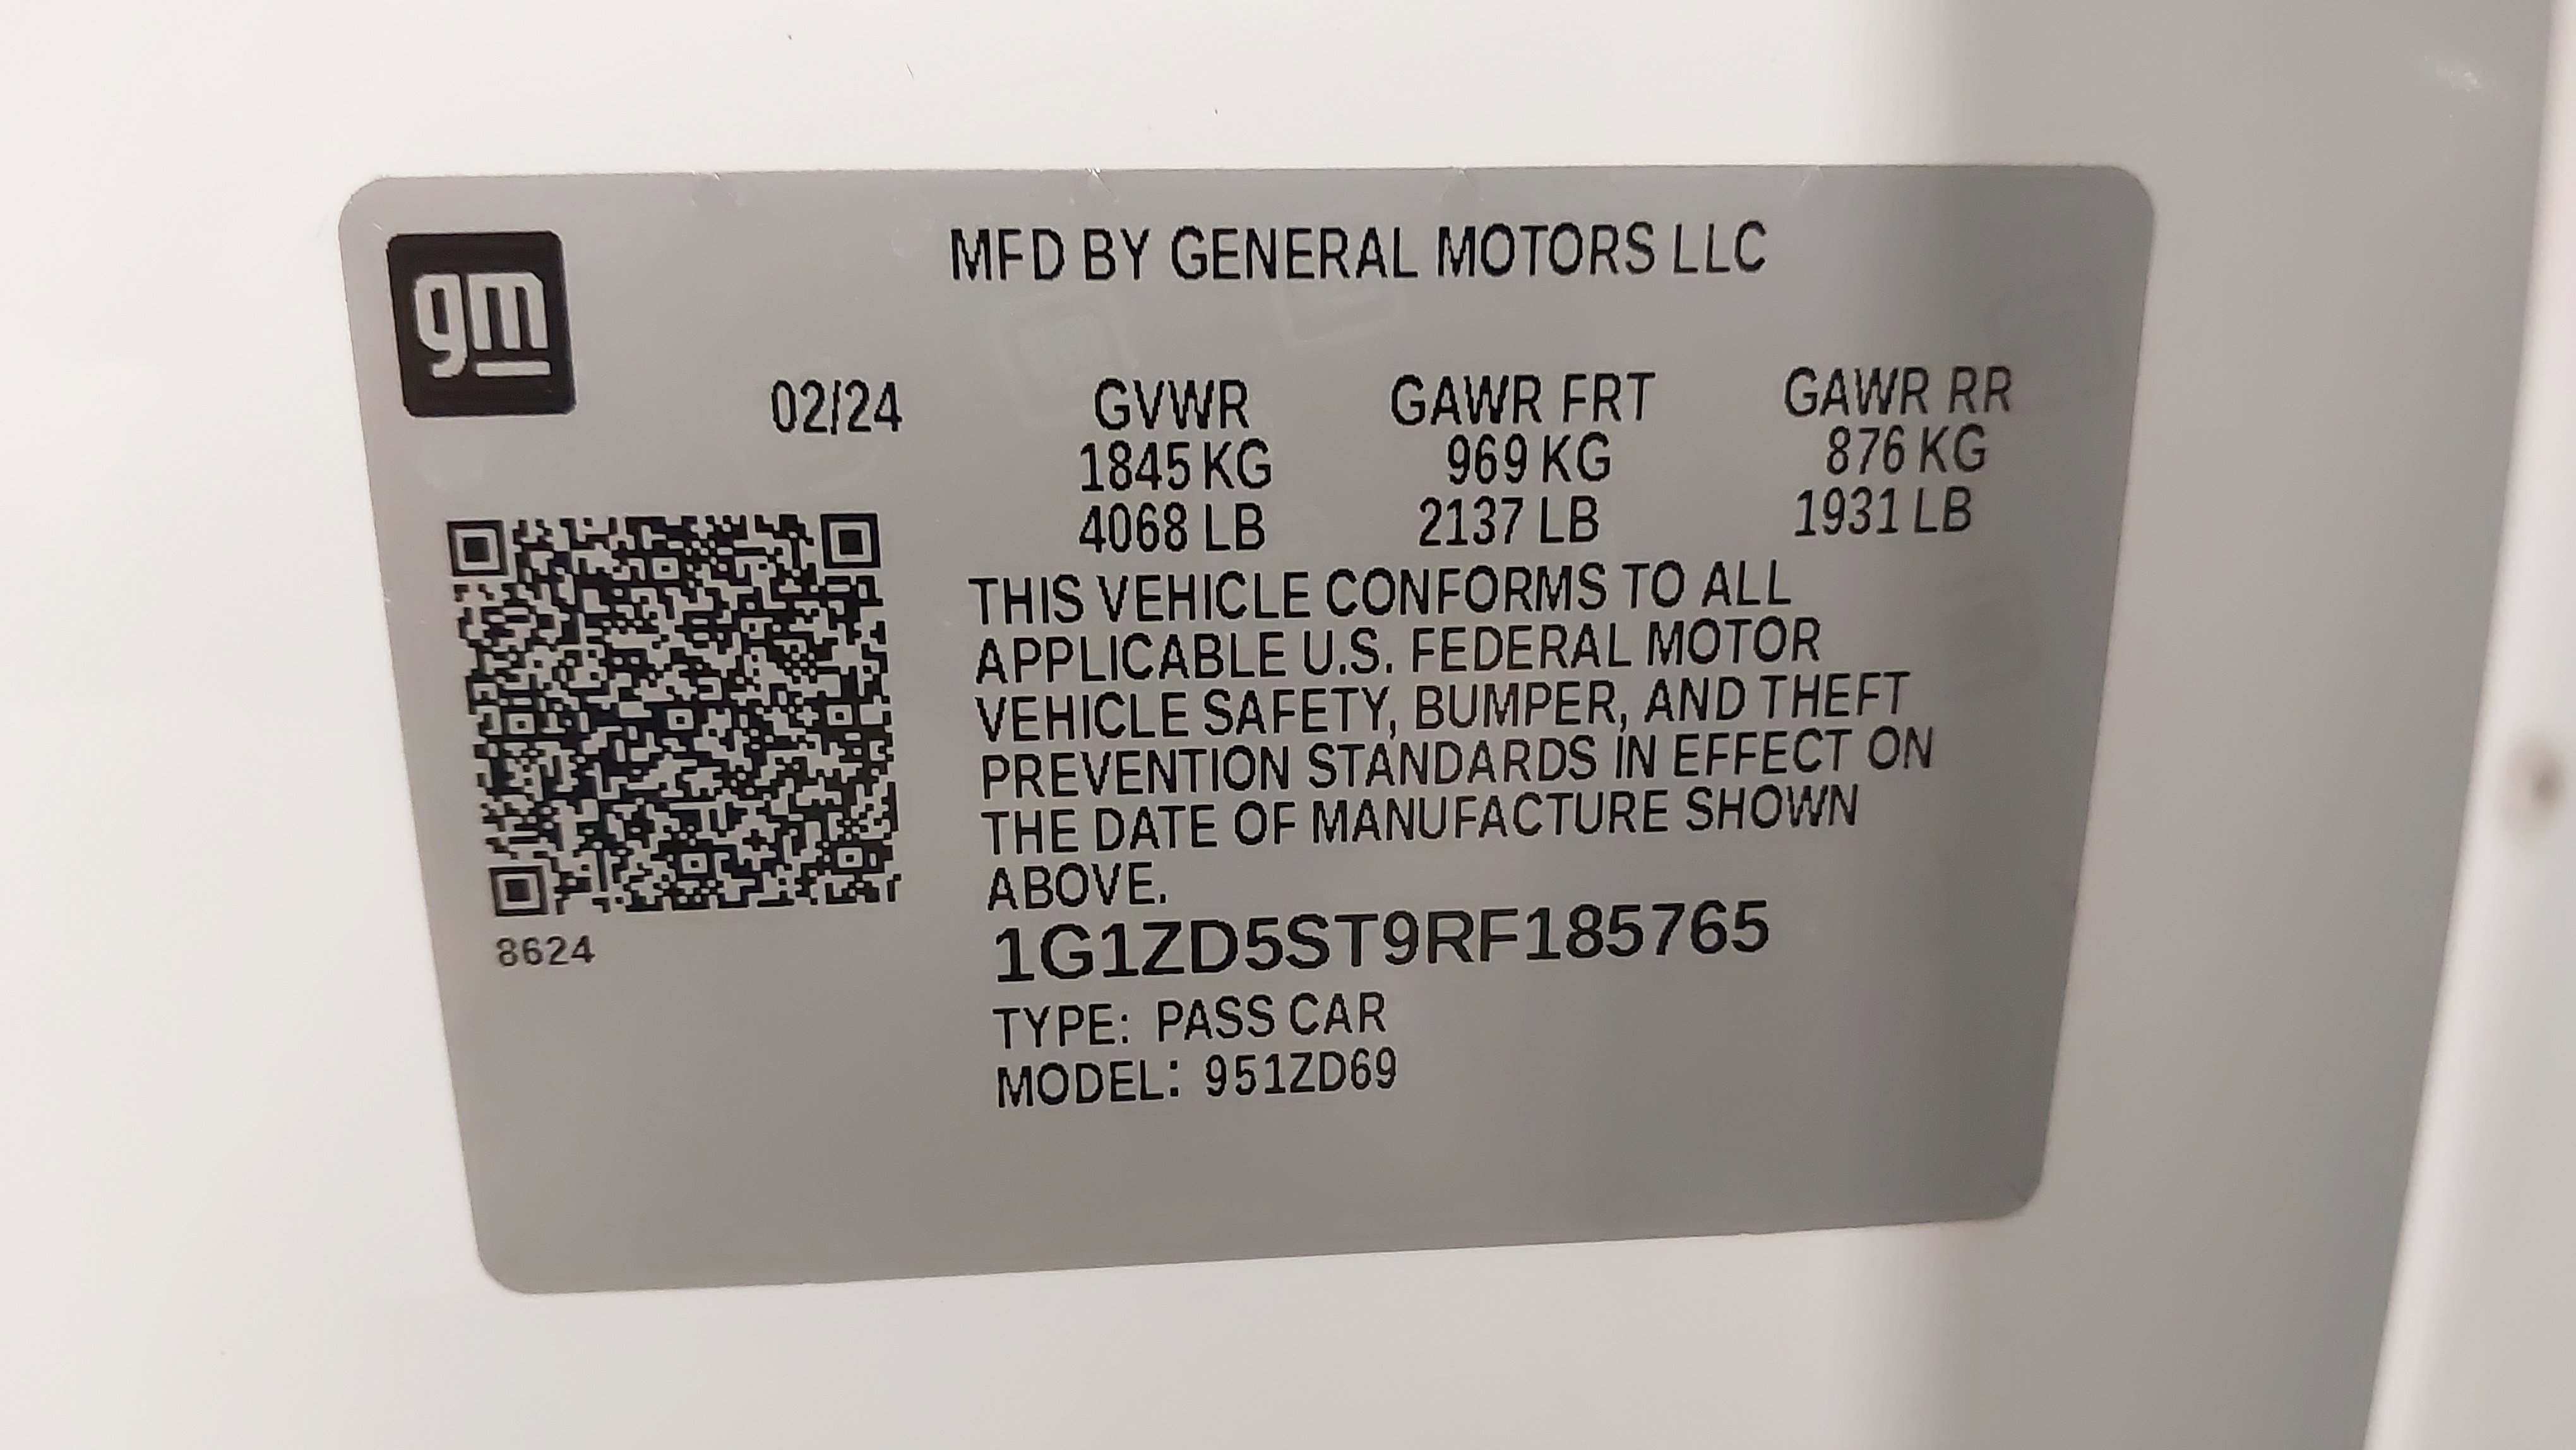 gm
MFD BY GENERAL MOTORS LLC
02/24 GVWR GAWR FRT GAWR RR
1845 KG 969 KG 876 KG
4068 LB 2137 LB 1931 LB
THIS VEHICLE CONFORMS TO ALL
APPLICABLE U.S. FEDERAL MOTOR
VEHICLE SAFETY, BUMPER, AND THEFT
PREVENTION STANDARDS IN EFFECT ON
THE DATE OF MANUFACTURE SHOWN
ABOVE.
8624
1G1ZD5ST9RF185765
TYPE: PASS CAR
MODEL: 951ZD69